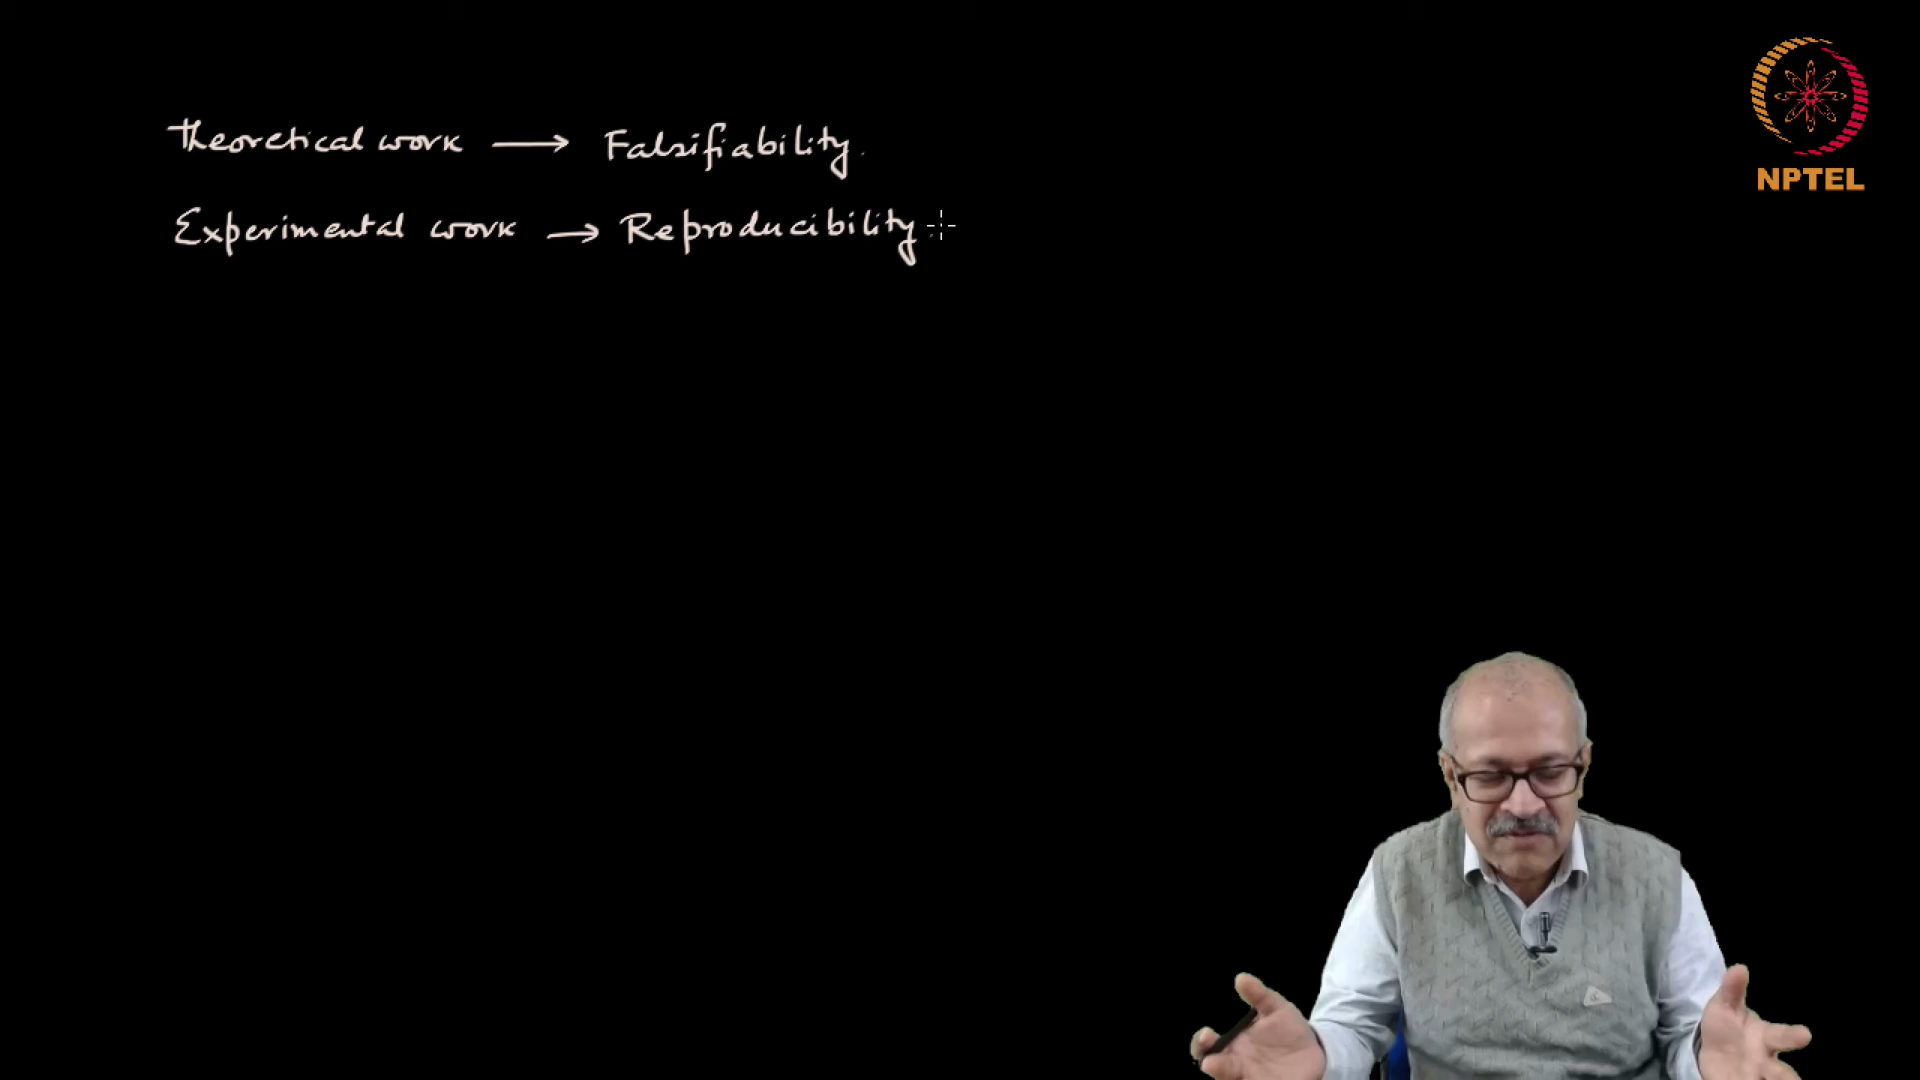 Theoretical work → Falsifiability.
Experimental work → Reproducibility.
NPTEL